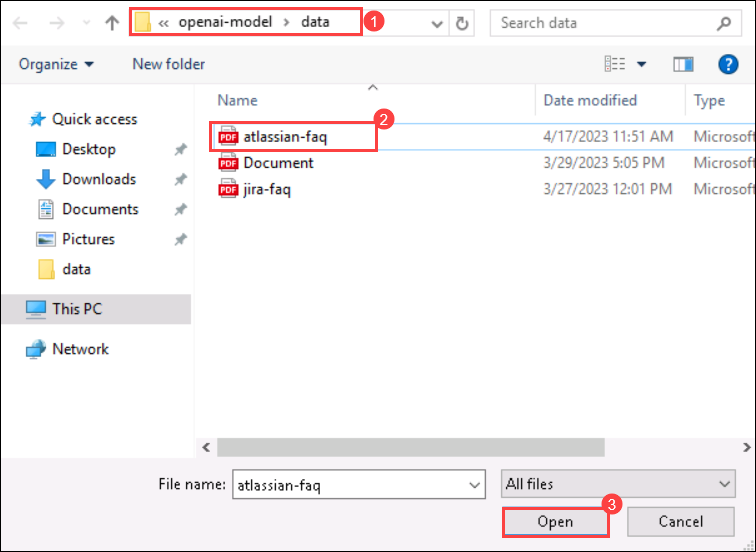 « openai-model > data 1
Search data
Organize New folder
?
Name Date modified Type
Quick access
Desktop
Downloads
Documents
Pictures
data
This PC
Network
2
PDF atlassian-faq 4/17/2023 11:51 AM Microsoft
PDF Document 3/29/2023 5:05 PM Microsoft
PDF jira-faq 3/27/2023 12:01 PM Microsoft
File name: atlassian-faq All files
3
Open Cancel